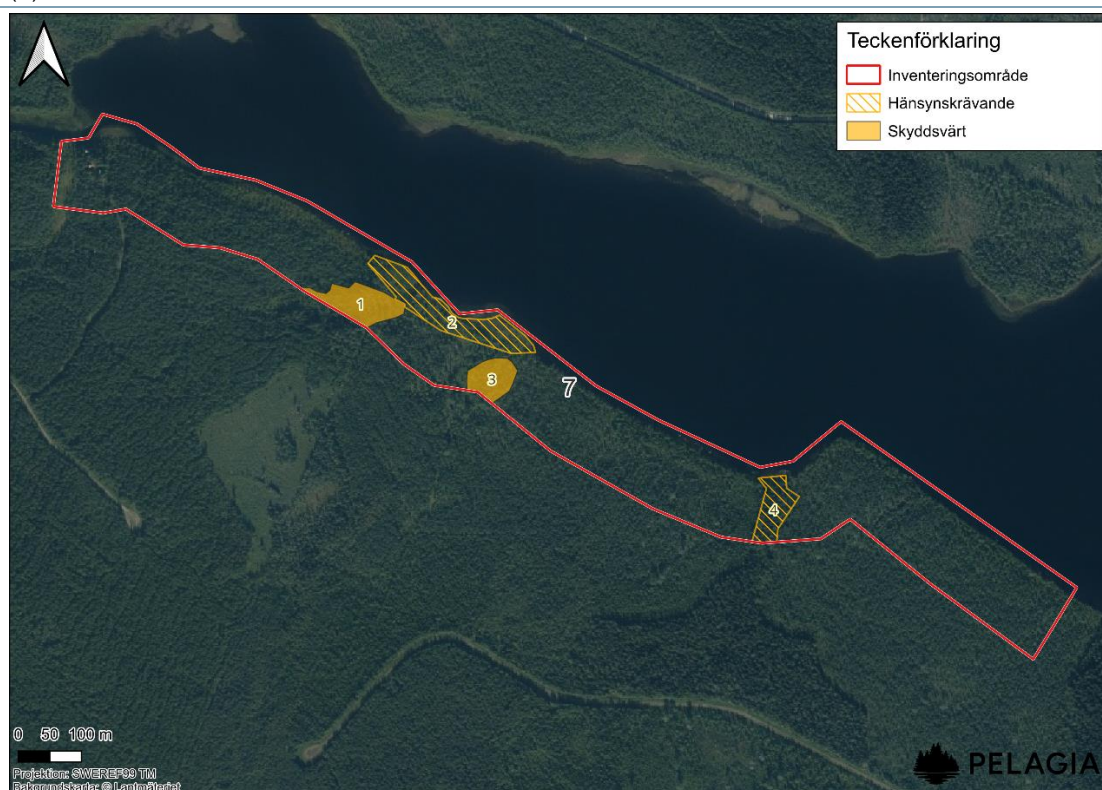 Teckenförklaring
Inventeringsområde
Hänsynskrävande
Skyddsvärt
1
2
3
7
4
0 50 100 m
Projektion: SWEREF99 TM
Bakgrundskarta: © Lantmäteriet
PELAGIA